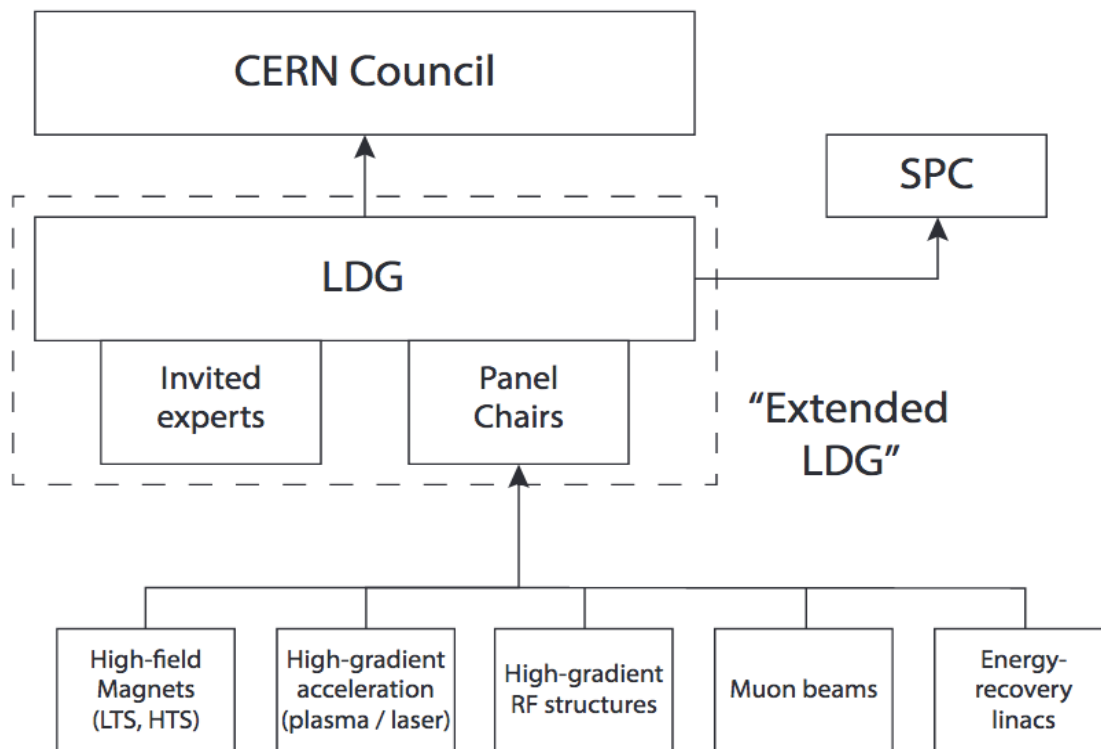 CERN Council
SPC
LDG
Invited
experts
Panel
Chairs
“Extended
LDG”
High-field
Magnets
(LTS, HTS)
High-gradient
acceleration
(plasma / laser)
High-gradient
RF structures
Muon beams
Energy-
recovery
linacs